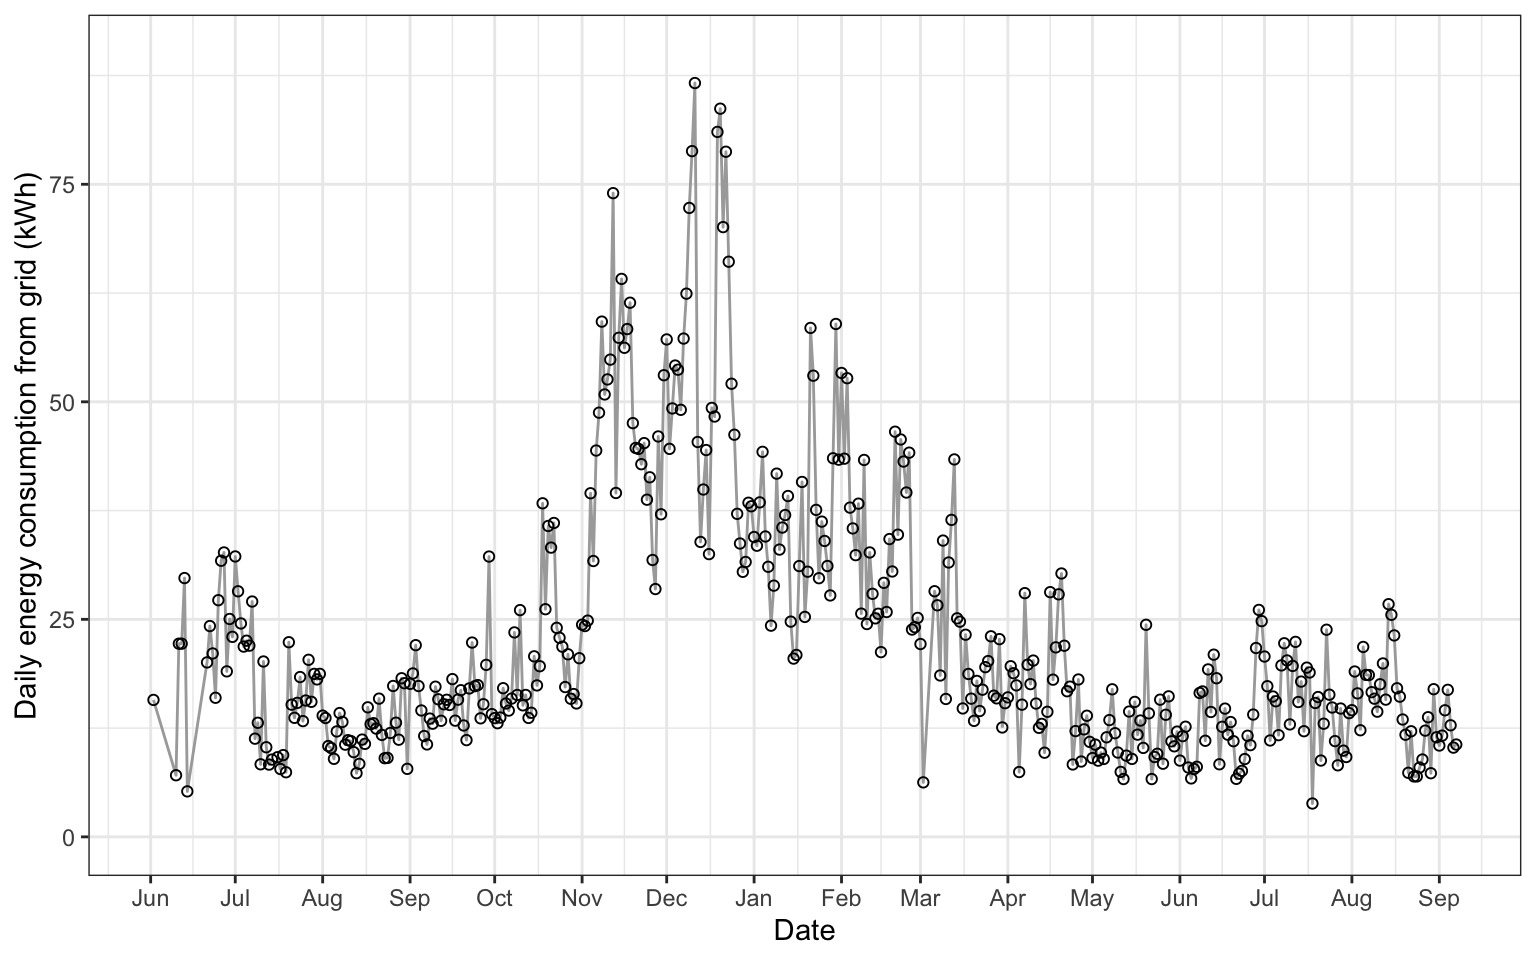 Daily energy consumption from grid (kWh)
75
50
25
0
Jun Jul Aug Sep Oct Nov Dec Jan Feb Mar Apr May Jun Jul Aug Sep
Date